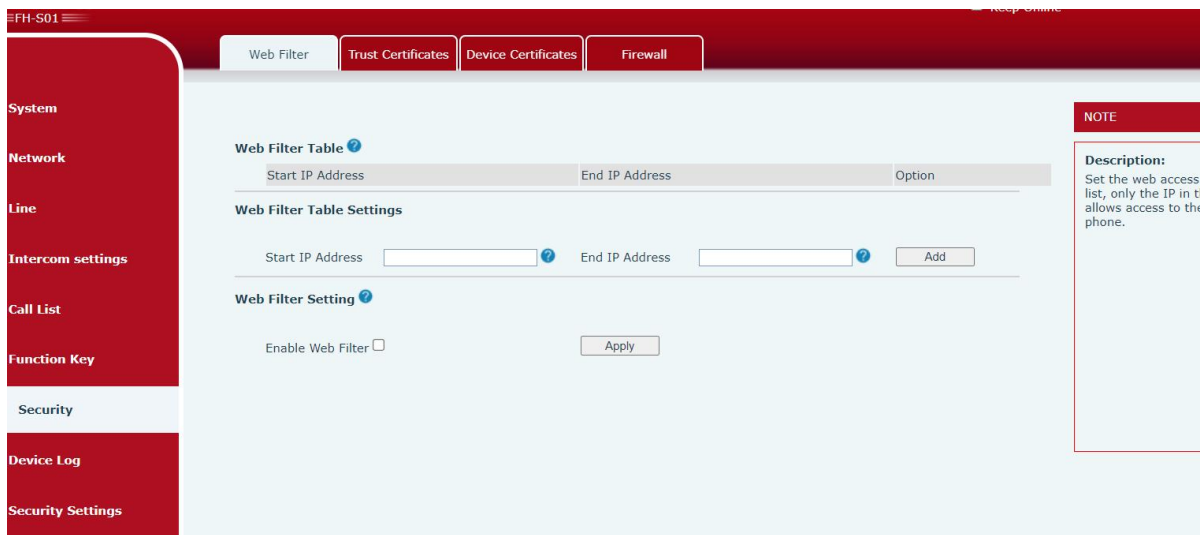 FH-S01
Keep Online
Web Filter
Trust Certificates
Device Certificates
Firewall
System
Network
Line
Intercom settings
Call List
Function Key
Security
Device Log
Security Settings
Web Filter Table
Start IP Address End IP Address Option
Web Filter Table Settings
Start IP Address End IP Address Add
Web Filter Setting
Enable Web Filter Apply
NOTE
Description:
Set the web access
list, only the IP in
allows access to
phone.